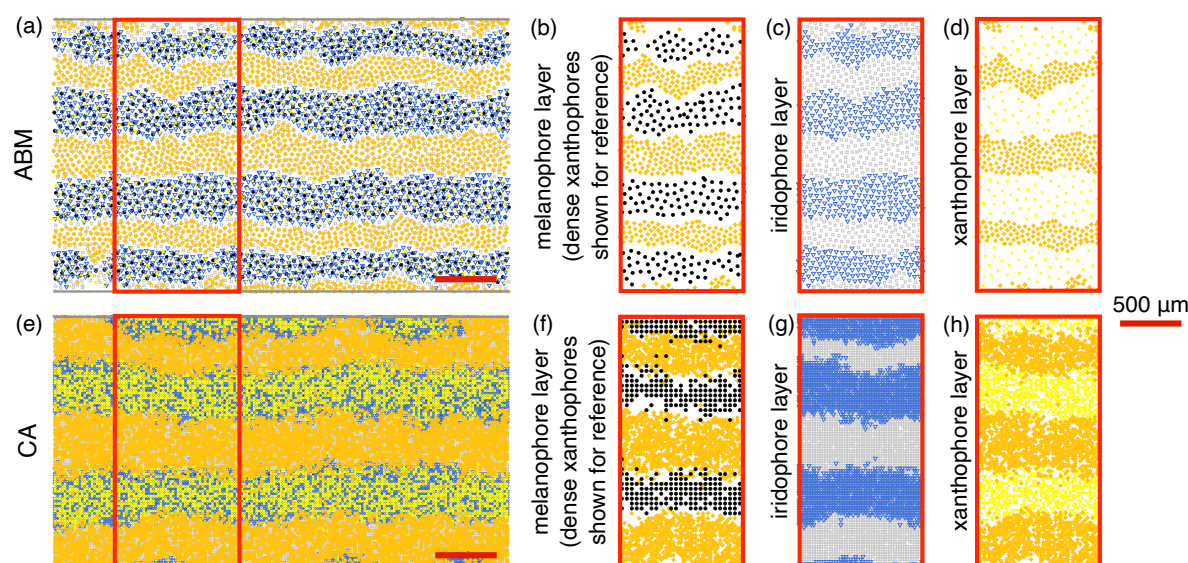 (a)
ABM
(b)
melanophore layer
(dense xanthophores
shown for reference)
(c)
iridophore layer
(d)
xanthophore layer
500 µm
(e)
CA
(f)
melanophore layer
(dense xanthophores
shown for reference)
(g)
iridophore layer
(h)
xanthophore layer